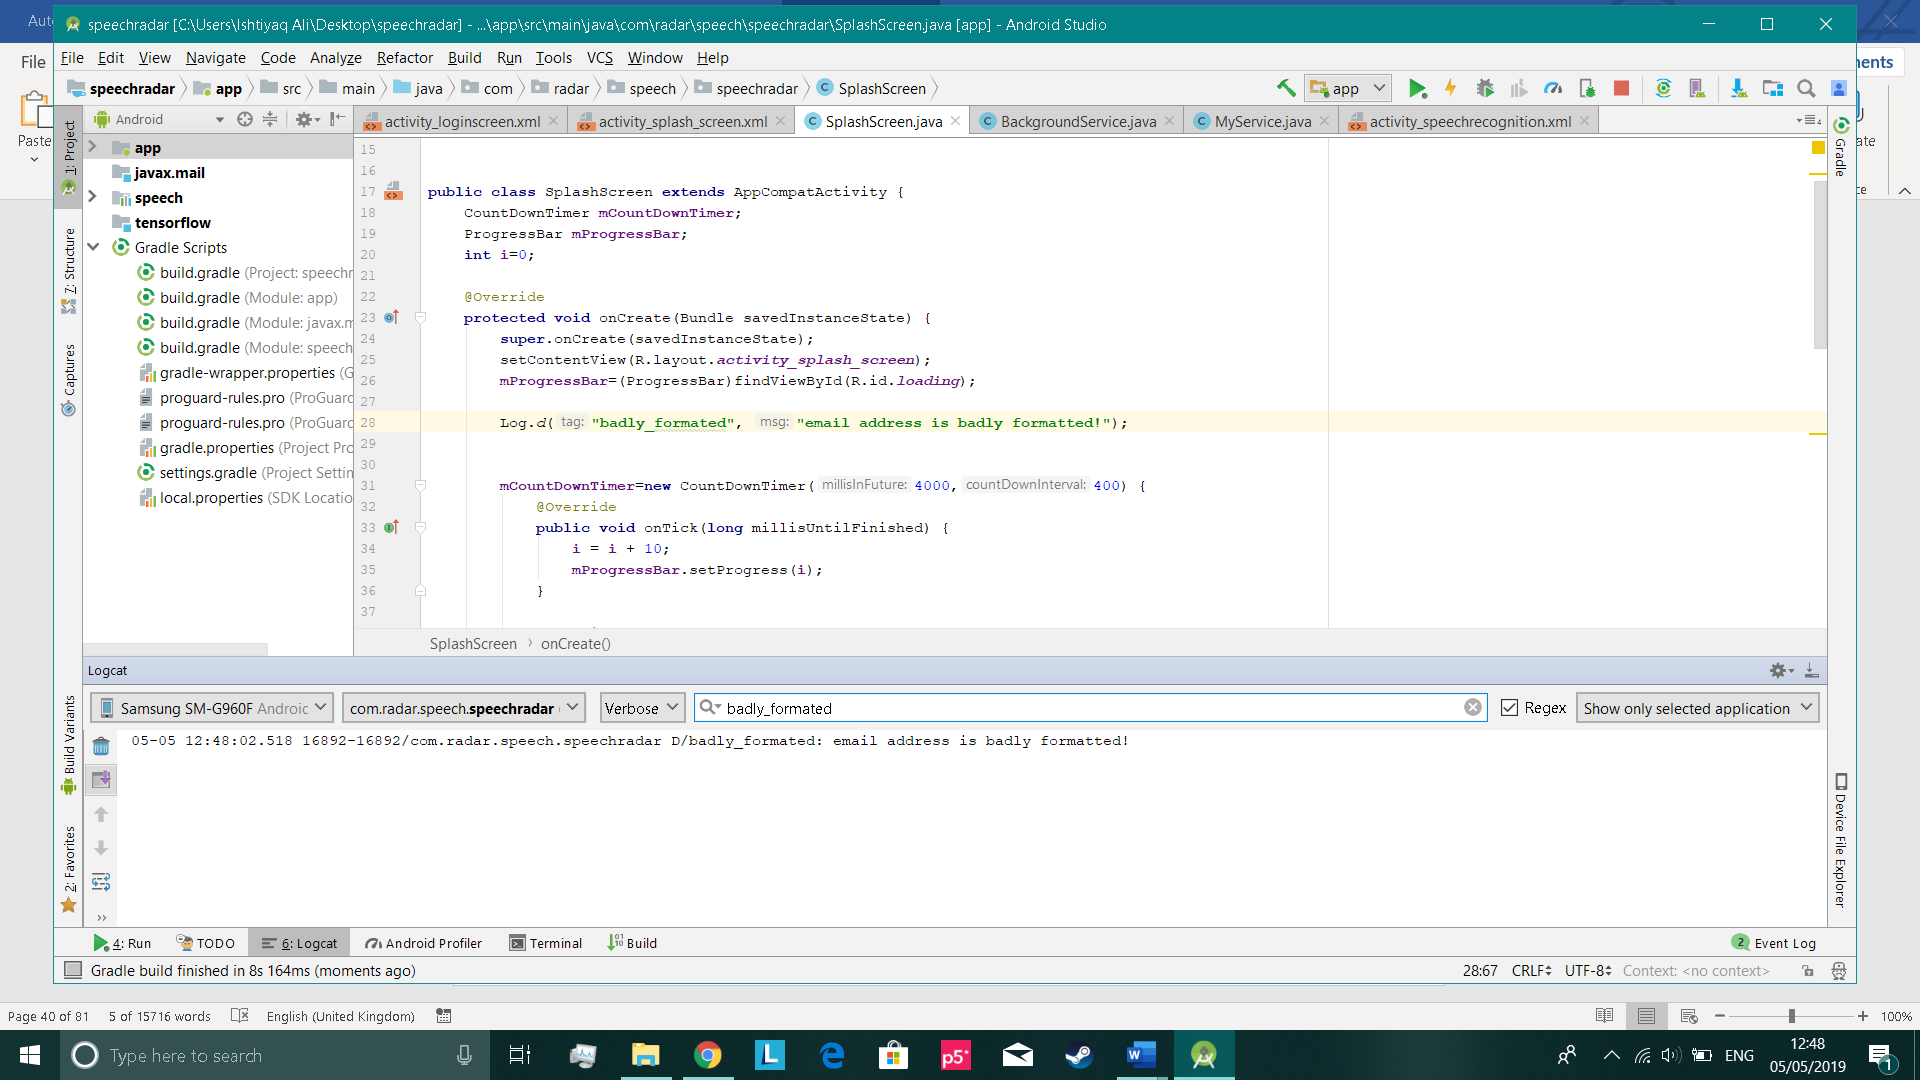 speechradar [C:\Users\Ishtiyaq Ali\Desktop\speechradar] - ...\app\src\main\java\com\radar\speech\speechradar\SplashScreen.java [app] - Android Studio
File
File Edit View Navigate Code Analyze Refactor Build Run Tools VCS Window Help
speechradar app src main java com radar speech speechradar SplashScreen
app
Paste
Android
activity_loginscreen.xml activity_splash_screen.xml SplashScreen.java BackgroundService.java MyService.java activity_speechrecognition.xml
1: Project
7: Structure
Captures
Build Variants
2: Favorites
Gradle
Device File Explorer
app
javax.mail
speech
tensorflow
Gradle Scripts
build.gradle (Project: speechr
build.gradle (Module: app)
build.gradle (Module: javax.m
build.gradle (Module: speech
gradle-wrapper.properties (G
proguard-rules.pro (ProGuarc
proguard-rules.pro (ProGuarc
gradle.properties (Project Pro
settings.gradle (Project Settin
local.properties (SDK Locatio
15
16
17 public class SplashScreen extends AppCompatActivity {
18 CountDownTimer mCountDownTimer;
19 ProgressBar mProgressBar;
20 int i=0;
21
22 @Override
23 protected void onCreate(Bundle savedInstanceState) {
24 super.onCreate(savedInstanceState);
25 setContentView(R.layout.activity_splash_screen);
26 mProgressBar=(ProgressBar)findViewById(R.id.loading);
27
28 Log.d( tag: "badly_formated", msg: "email address is badly formatted!");
29
30
31 mCountDownTimer=new CountDownTimer( millisInFuture: 4000, countDownInterval: 400) {
32 @Override
33 public void onTick(long millisUntilFinished) {
34 i = i + 10;
35 mProgressBar.setProgress(i);
36 }
37
SplashScreen › onCreate()
Logcat
Samsung SM-G960F Android com.radar.speech.speechradar Verbose badly_formated Regex Show only selected application
05-05 12:48:02.518 16892-16892/com.radar.speech.speechradar D/badly_formated: email address is badly formatted!
4: Run TODO 6: Logcat Android Profiler Terminal Build 2 Event Log
Gradle build finished in 8s 164ms (moments ago) 28:67 CRLF UTF-8 Context: <no context>
Page 40 of 81 5 of 15716 words English (United Kingdom) 100%
Type here to search
L
p5*
ENG
12:48
05/05/2019
1